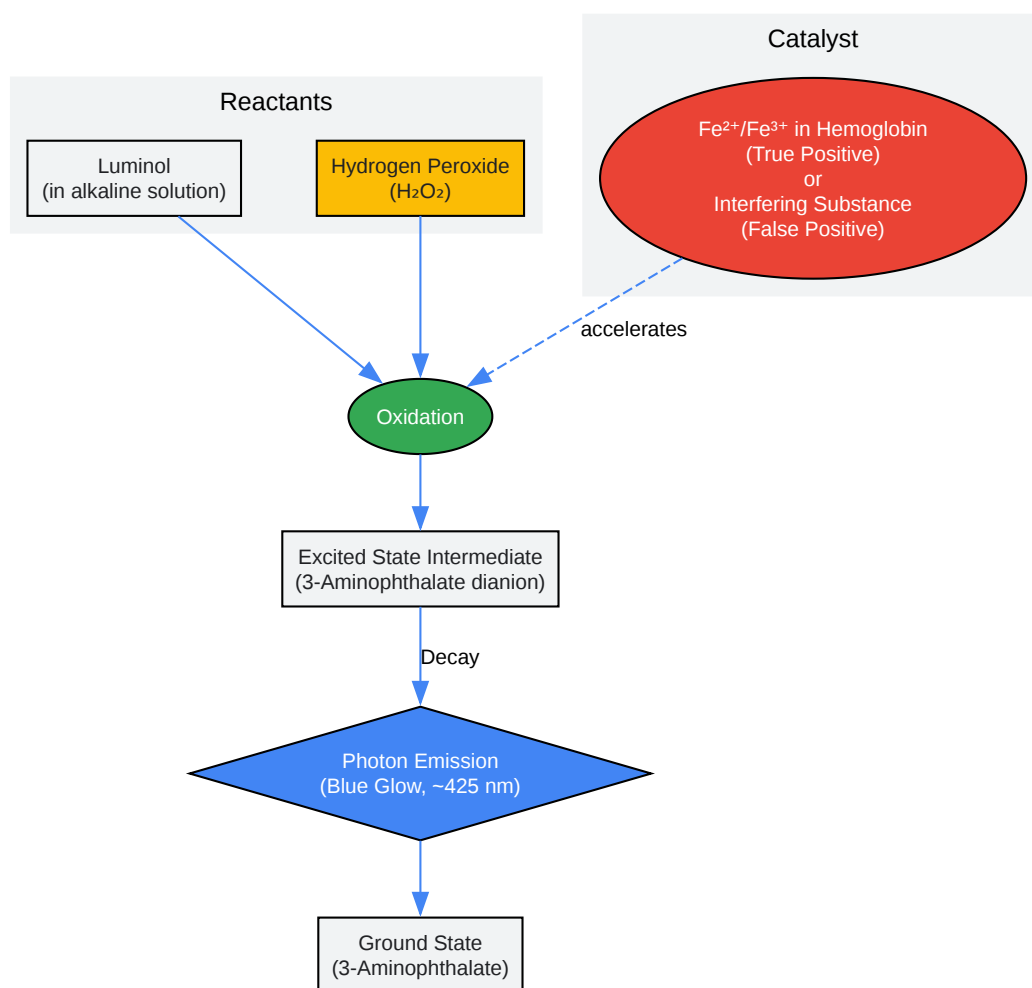 Catalyst
Reactants
Fe²⁺/Fe³⁺ in Hemoglobin
(True Positive)
or
Interfering Substance
(False Positive)
Luminol
(in alkaline solution)
Hydrogen Peroxide
(H₂O₂)
accelerates
Oxidation
Excited State Intermediate
(3-Aminophthalate dianion)
Decay
Photon Emission
(Blue Glow, ~425 nm)
Ground State
(3-Aminophthalate)